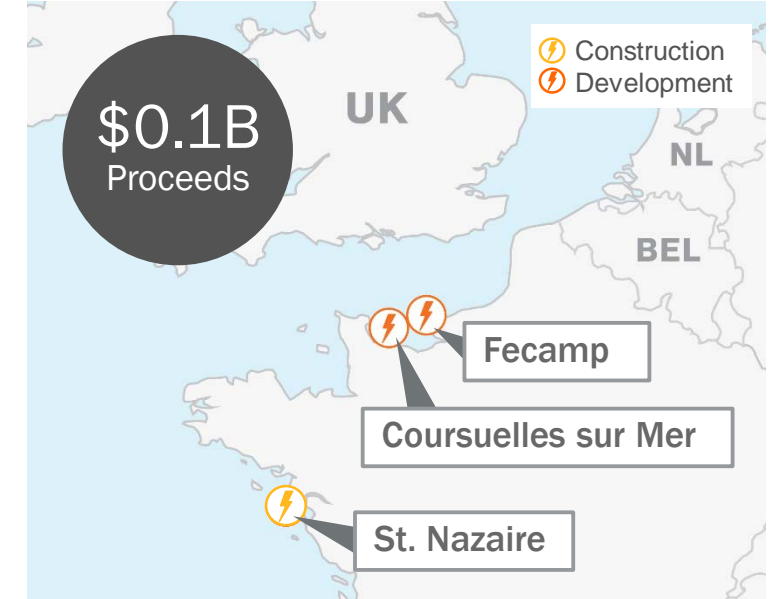 Construction
Development
$0.1B
Proceeds
UK
NL
BEL
Fecamp
Coursuelles sur Mer
St. Nazaire